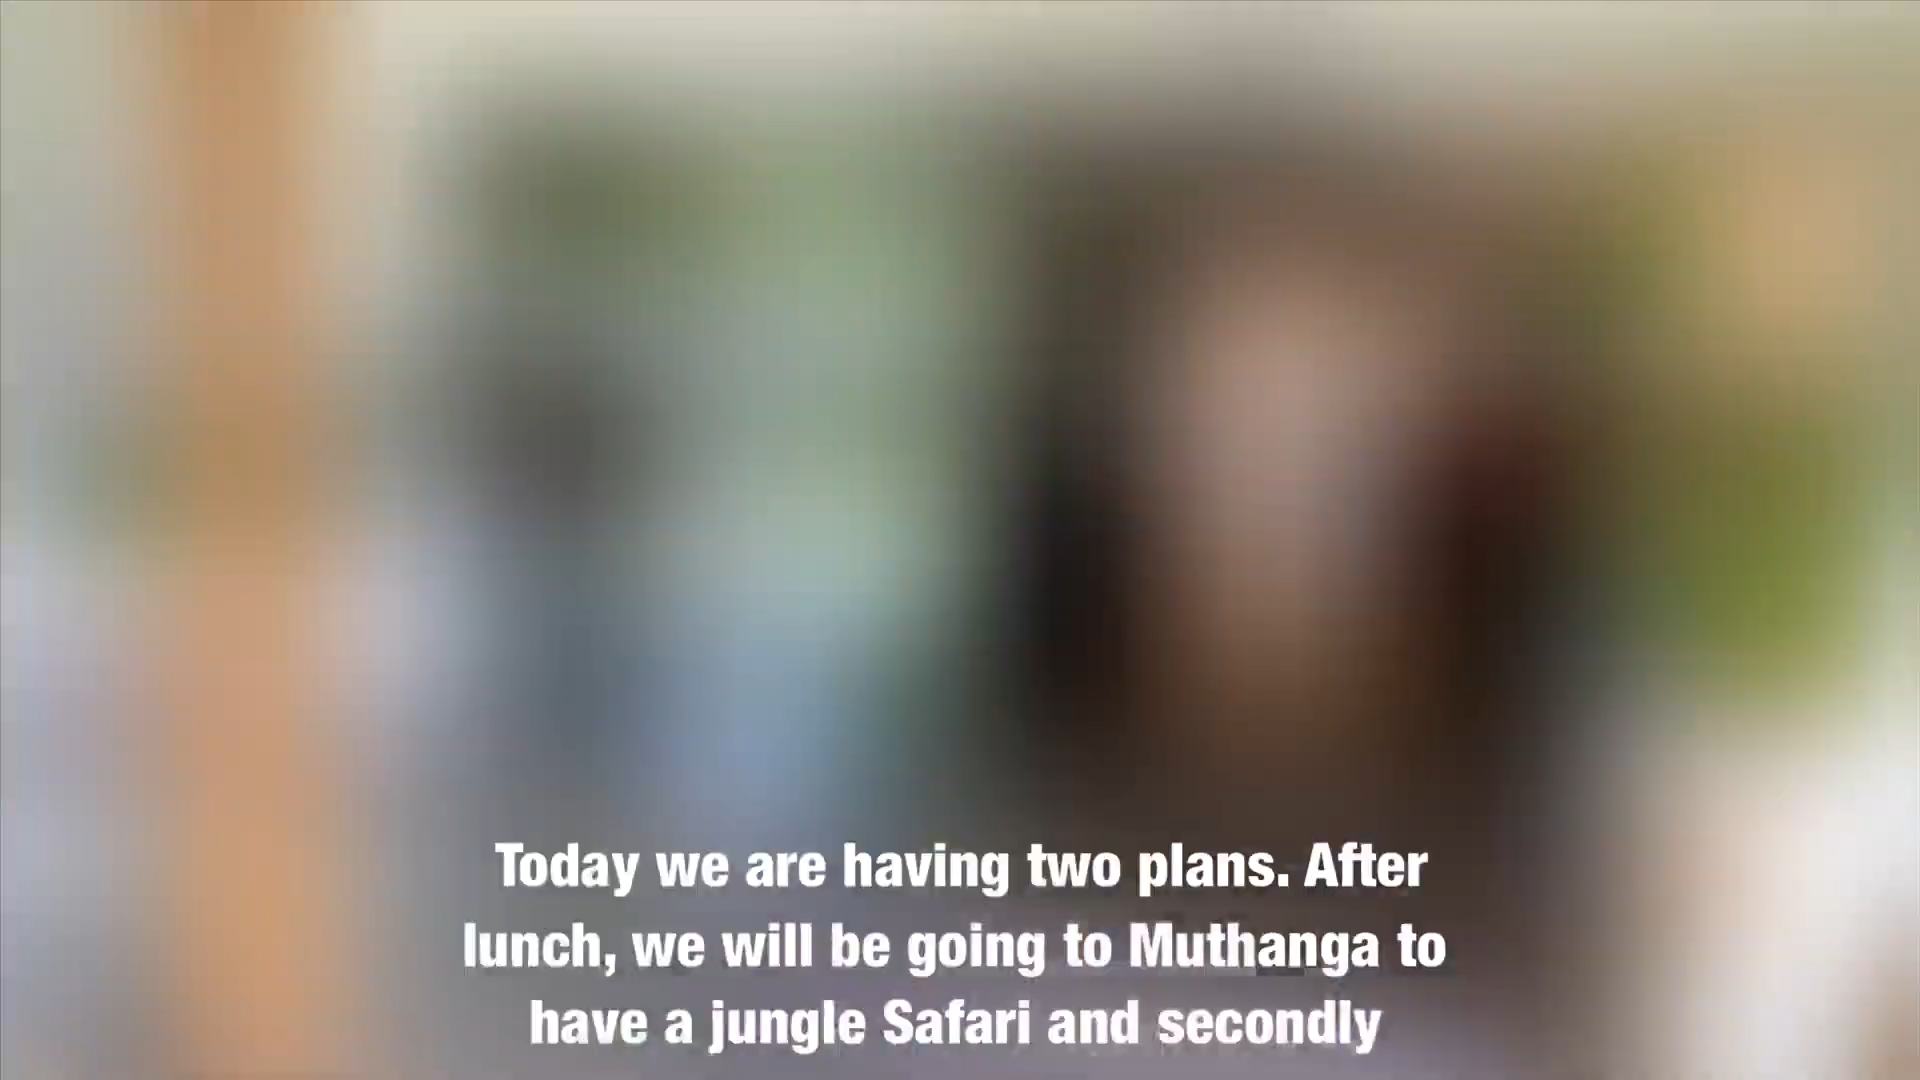 Today we are having two plans. After
lunch, we will be going to Muthanga to
have a jungle Safari and secondly